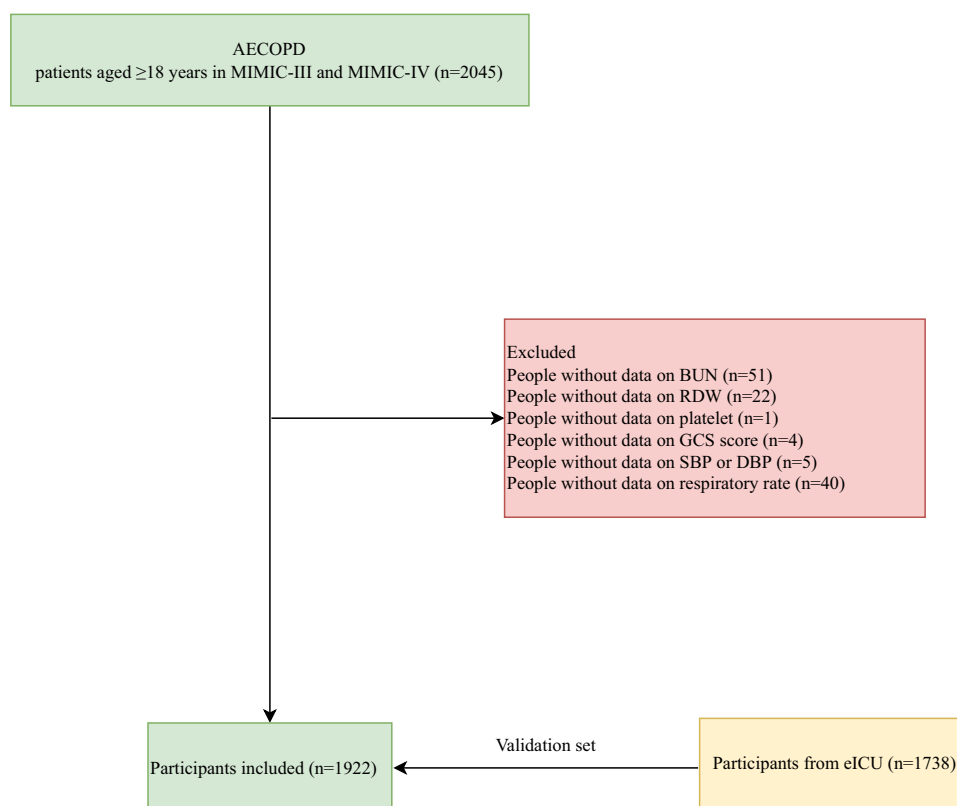 AECOPD
patients aged ≥18 years in MIMIC-III and MIMIC-IV (n=2045)
Excluded
People without data on BUN (n=51)
People without data on RDW (n=22)
People without data on platelet (n=1)
People without data on GCS score (n=4)
People without data on SBP or DBP (n=5)
People without data on respiratory rate (n=40)
Participants included (n=1922)
Validation set
Participants from eICU (n=1738)